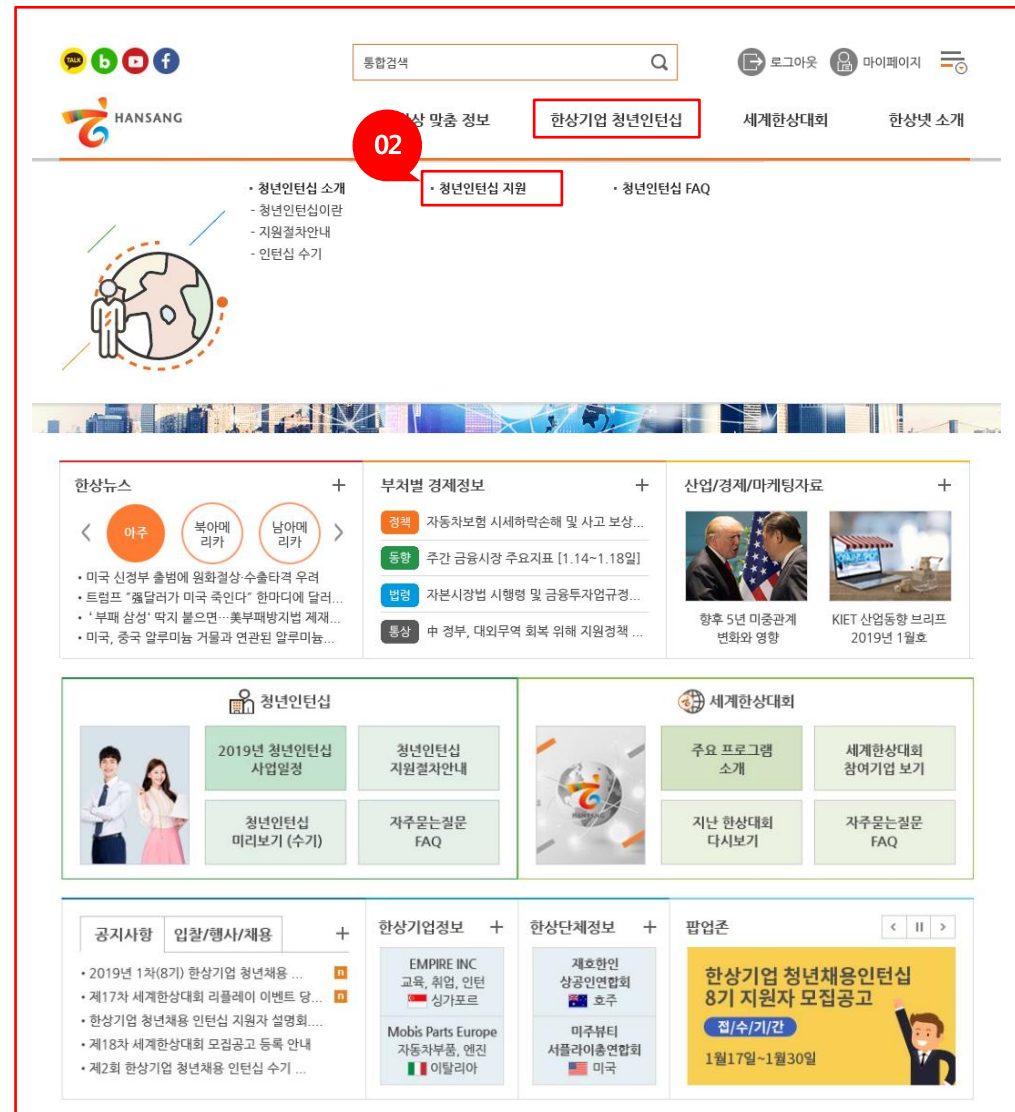 TALK
통합검색
로그아웃
마이페이지
HANSANG
상 맞춤 정보
한상기업 청년인턴십
세계한상대회
한상넷 소개
02
· 청년인턴십 소개
- 청년인턴십이란
- 지원절차안내
- 인턴십 수기
· 청년인턴십 지원
· 청년인턴십 FAQ
한상뉴스 +
아주
북아메
리카
남아메
리카
• 미국 신정부 출범에 원화절상·수출타격 우려
• 트럼프 "强달러가 미국 죽인다" 한마디에 달러...
• '부패 삼성' 딱지 붙으면…美부패방지법 제재...
• 미국, 중국 알루미늄 거물과 연관된 알루미늄...
부처별 경제정보 +
정책 자동차보험 시세하락손해 및 사고 보상...
동향 주간 금융시장 주요지표 [1.14~1.18일]
법령 자본시장법 시행령 및 금융투자업규정...
통상 中 정부, 대외무역 회복 위해 지원정책 ...
산업/경제/마케팅자료 +
향후 5년 미중관계
변화와 영향
KIET 산업동향 브리프
2019년 1월호
청년인턴십
2019년 청년인턴십
사업일정
청년인턴십
지원절차안내
청년인턴십
미리보기 (수기)
자주묻는질문
FAQ
세계한상대회
HANSANG
주요 프로그램
소개
세계한상대회
참여기업 보기
지난 한상대회
다시보기
자주묻는질문
FAQ
공지사항
입찰/행사/채용 +
• 2019년 1차(8기) 한상기업 청년채용 ... n
• 제17차 세계한상대회 리플레이 이벤트 당... n
• 한상기업 청년채용 인턴십 지원자 설명회....
• 제18차 세계한상대회 모집공고 등록 안내
• 제2회 한상기업 청년채용 인턴십 수기 ...
한상기업정보 +
EMPIRE INC
교육, 취업, 인턴
싱가포르
Mobis Parts Europe
자동차부품, 엔진
이탈리아
한상단체정보 +
재호한인
상공인연합회
호주
미주뷰티
서플라이총연합회
미국
팝업존
한상기업 청년채용인턴십
8기 지원자 모집공고
접/수/기/간
1월17일~1월30일